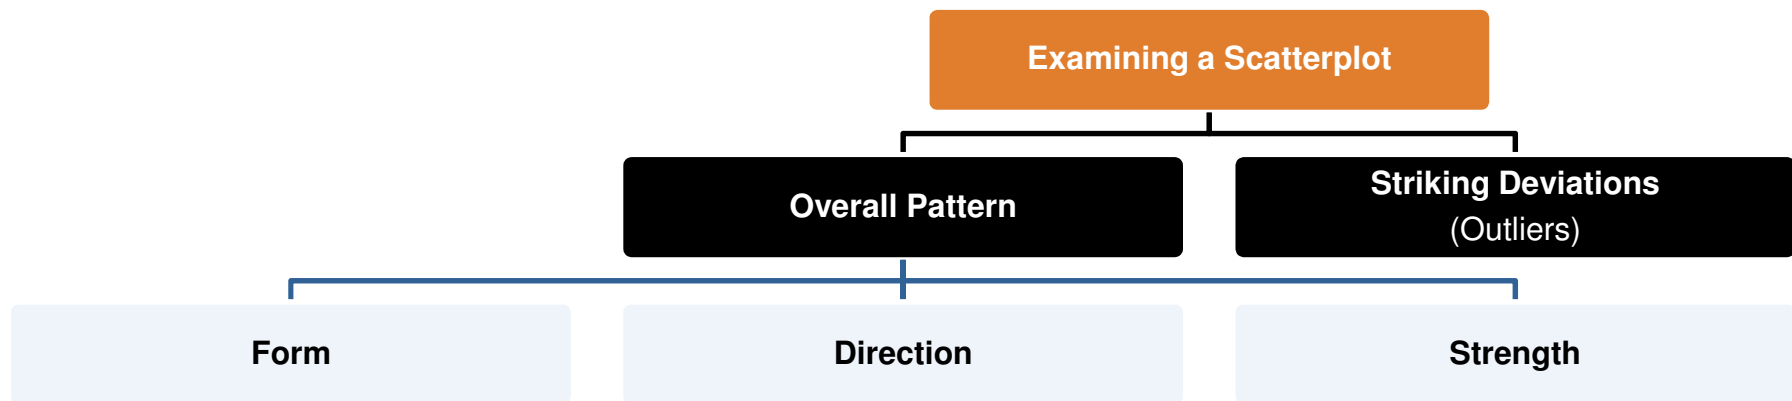 Examining a Scatterplot
Overall Pattern
Striking Deviations
(Outliers)
Form
Direction
Strength